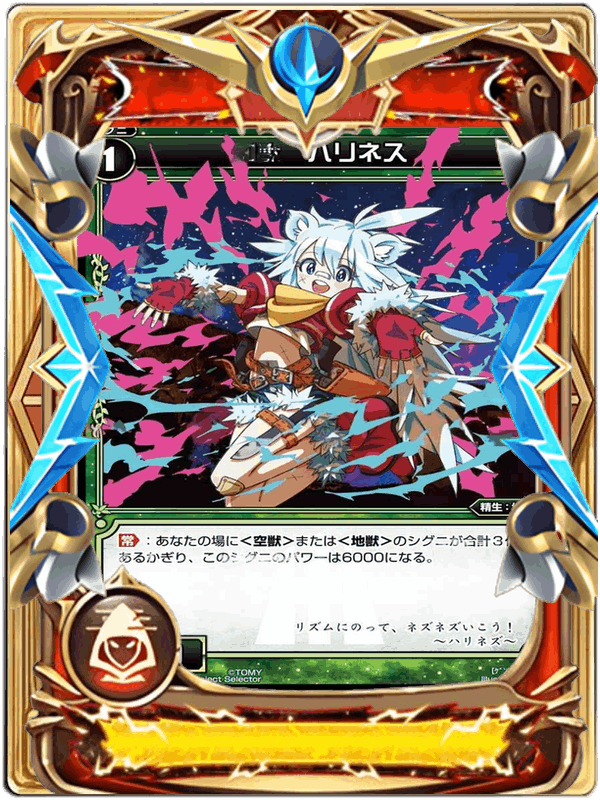 1
ハリネス
精生:
常:あなたの場に<空獣>または<地獣>のシグニが合計3
あるかぎり、このシグニのパワーは6000になる。
リズムにのって、ネズネズいこう!
~ハリネズ~
©TOMY
ject Selector